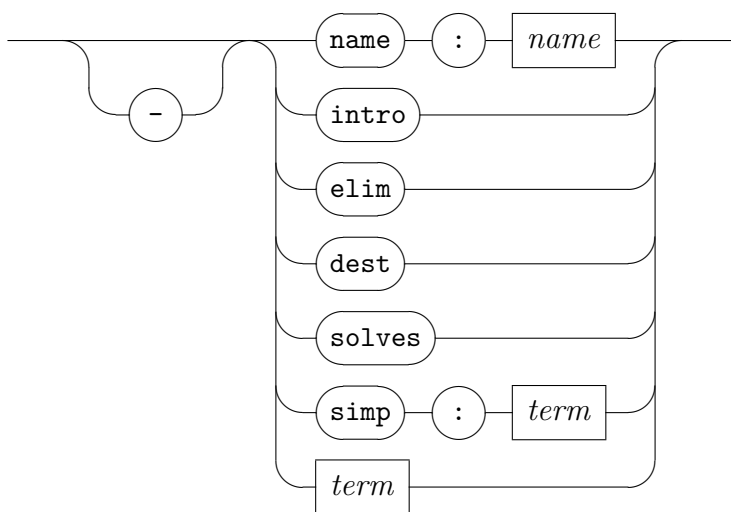 name : name
-
intro
elim
dest
solves
simp : term
term